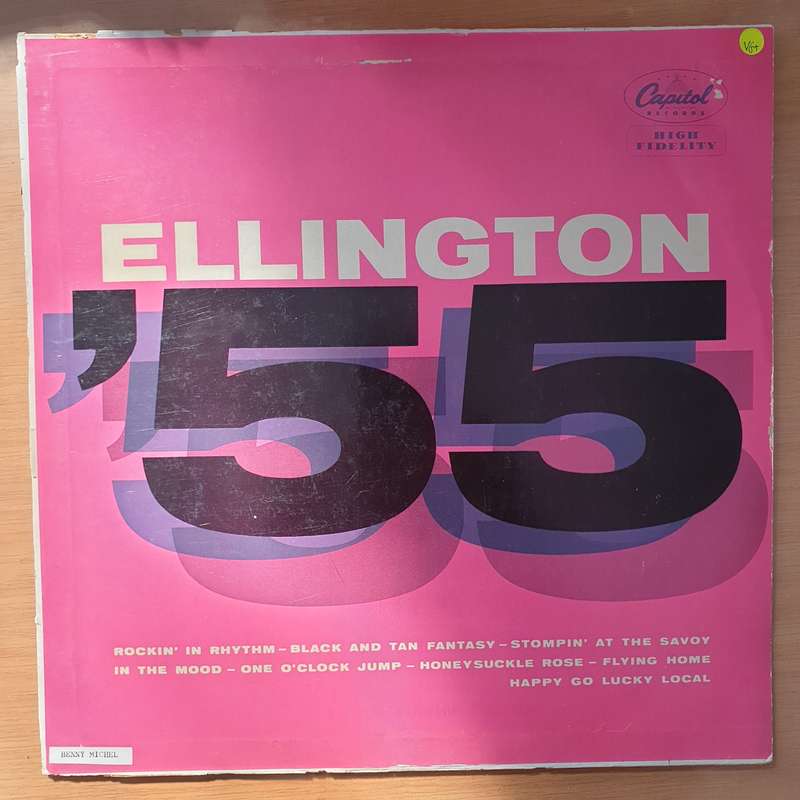 VG+
Capitol
RECORDS
HIGH
FIDELITY
ELLINGTON
'55
ROCKIN' IN RHYTHM – BLACK AND TAN FANTASY – STOMPIN' AT THE SAVOY
IN THE MOOD – ONE O'CLOCK JUMP – HONEYSUCKLE ROSE – FLYING HOME
HAPPY GO LUCKY LOCAL
BENNY MICHEL